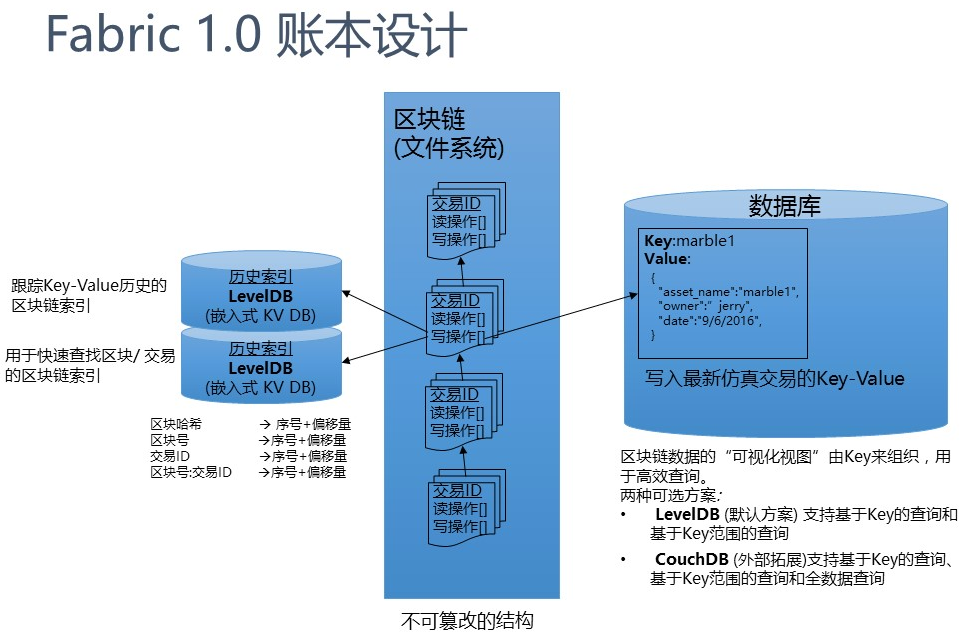 Fabric 1.0 账本设计
区块链
(文件系统)
交易ID
读操作[]
写操作[]
交易ID
读操作[]
写操作[]
交易ID
读操作[]
写操作[]
交易ID
读操作[]
写操作[]
不可篡改的结构
跟踪Key-Value历史的
区块链索引
历史索引
LevelDB
(嵌入式 KV DB)
用于快速查找区块/ 交易
的区块链索引
历史索引
LevelDB
(嵌入式 KV DB)
区块哈希 → 序号+偏移量
区块号 →序号+偏移量
交易ID →序号+偏移量
区块号:交易ID →序号+偏移量
数据库
Key:marble1
Value:
{
"asset_name":"marble1",
"owner":”jerry",
"date":"9/6/2016",
}
写入最新仿真交易的Key-Value
区块链数据的“可视化视图”由Key来组织，用
于高效查询。
两种可选方案:
• LevelDB (默认方案) 支持基于Key的查询和
基于Key范围的查询
• CouchDB (外部拓展)支持基于Key的查询、
基于Key范围的查询和全数据查询